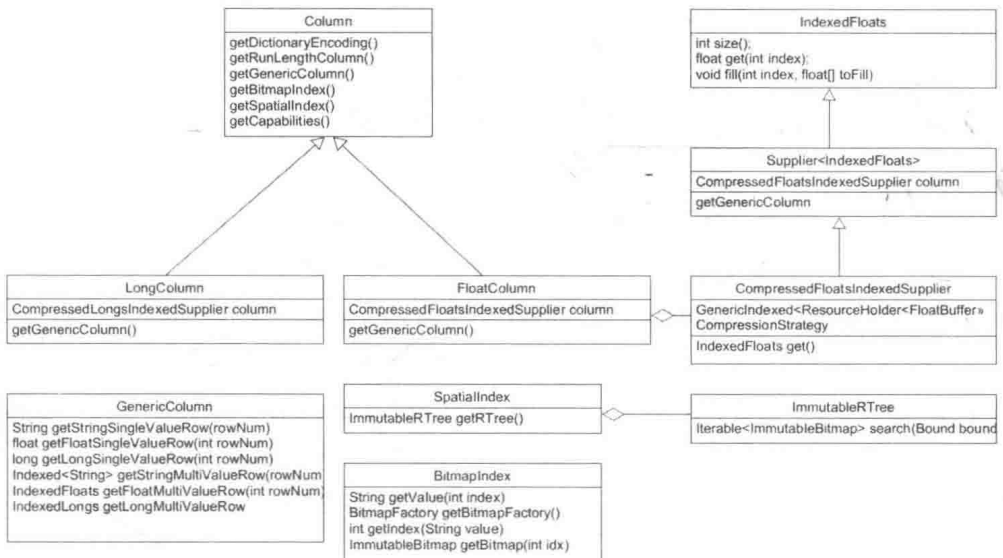 Column
getDictionaryEncoding()
getRunLengthColumn()
getGenericColumn()
getBitmapIndex()
getSpatialIndex()
getCapabilities()
IndexedFloats
int size();
float get(int index);
void fill(int index, float[] toFill)
Supplier<IndexedFloats>
CompressedFloatsIndexedSupplier column
getGenericColumn
LongColumn
CompressedLongsIndexedSupplier column
getGenericColumn()
FloatColumn
CompressedFloatsIndexedSupplier column
getGenericColumn()
CompressedFloatsIndexedSupplier
GenericIndexed<ResourceHolder<FloatBuffer»
CompressionStrategy
IndexedFloats get()
GenericColumn
String getStringSingleValueRow(rowNum)
float getFloatSingleValueRow(int rowNum)
long getLongSingleValueRow(int rowNum)
Indexed<String> getStringMultiValueRow(rowNum
IndexedFloats getFloatMultiValueRow(int rowNum)
IndexedLongs getLongMultiValueRow
SpatialIndex
ImmutableRTree getRTree()
ImmutableRTree
Iterable<ImmutableBitmap> search(Bound bound
BitmapIndex
String getValue(int index)
BitmapFactory getBitmapFactory()
int getIndex(String value)
ImmutableBitmap getBitmap(int idx)